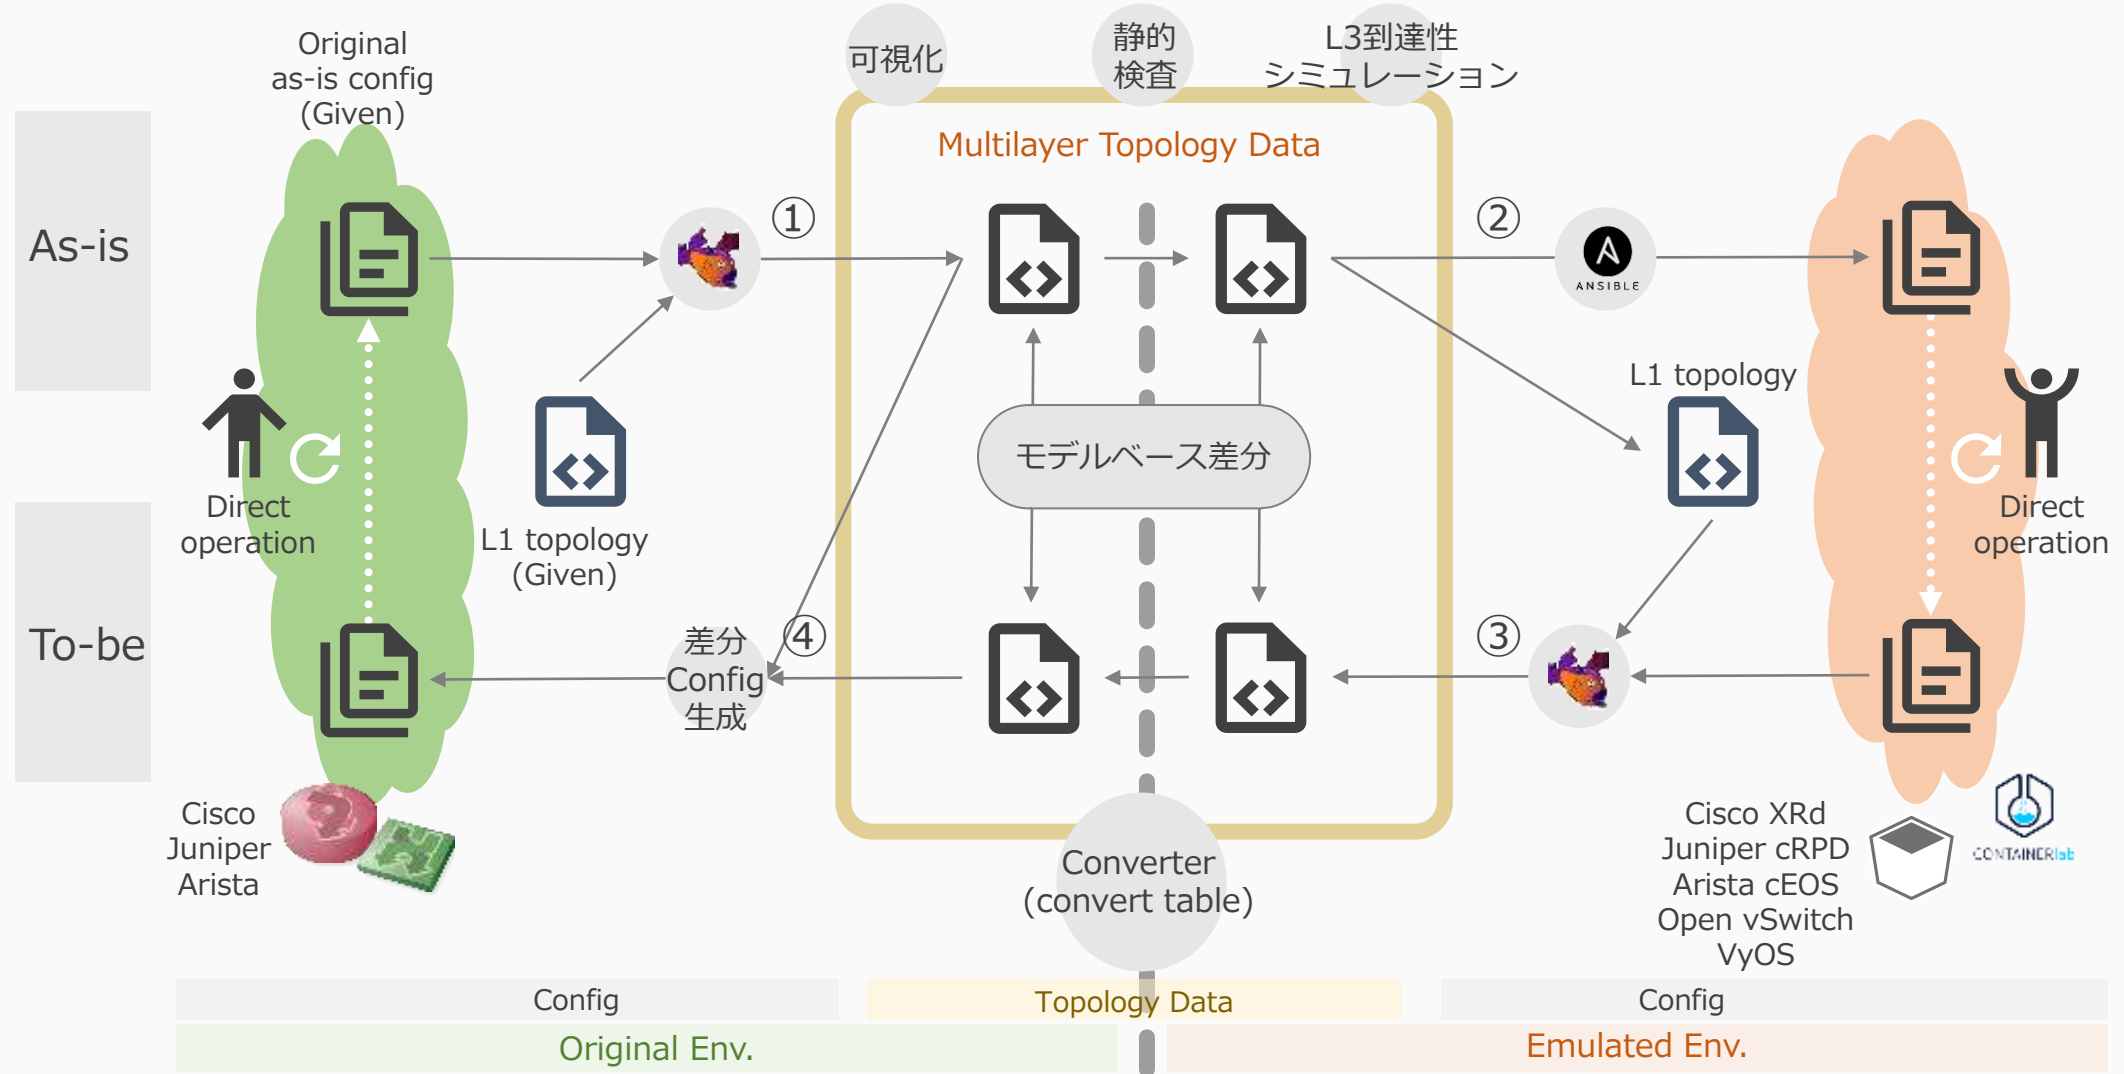 Original
as-is config
(Given)
可視化
静的
検査
L3到達性
シミュレーション
Multilayer Topology Data
As-is
①
②
ANSIBLE
L1 topology
モデルベース差分
Direct
operation
L1 topology
(Given)
Direct
operation
To-be
差分
Config
生成
④
③
Cisco
Juniper
Arista
Converter
(convert table)
Cisco XRd
Juniper cRPD
Arista cEOS
Open vSwitch
VyOS
CONTAINERlab
Config
Topology Data
Config
Original Env.
Emulated Env.